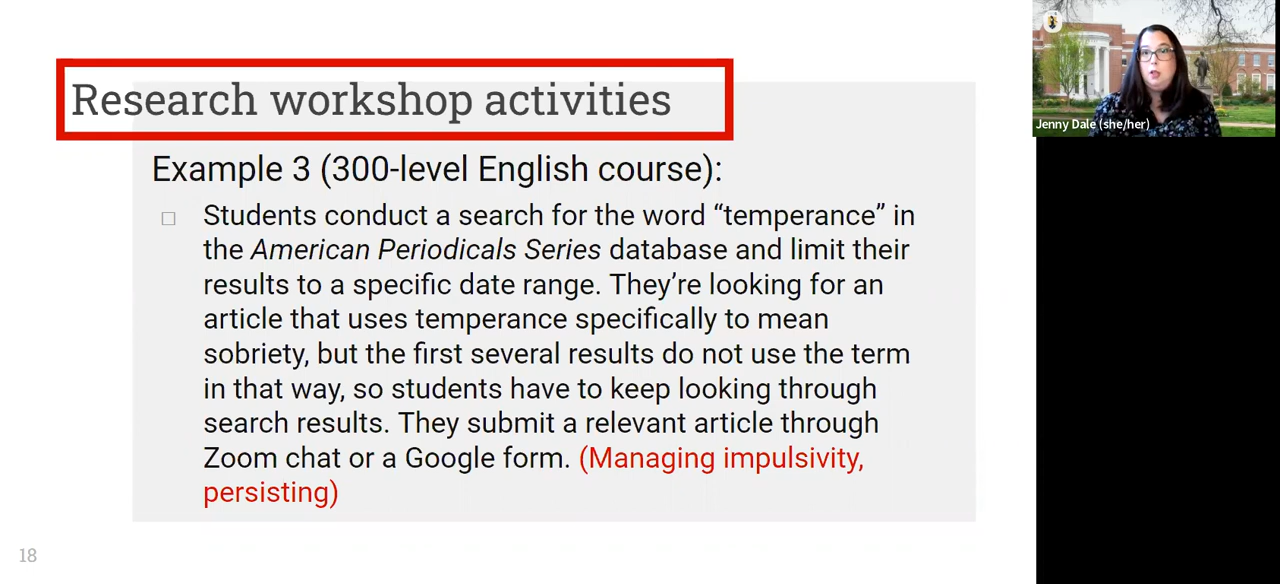 Research workshop activities
Example 3 (300-level English course):
Students conduct a search for the word “temperance” in
the American Periodicals Series database and limit their
results to a specific date range. They’re looking for an
article that uses temperance specifically to mean
sobriety, but the first several results do not use the term
in that way, so students have to keep looking through
search results. They submit a relevant article through
Zoom chat or a Google form. (Managing impulsivity,
persisting)
18
Jenny Dale (she/her)